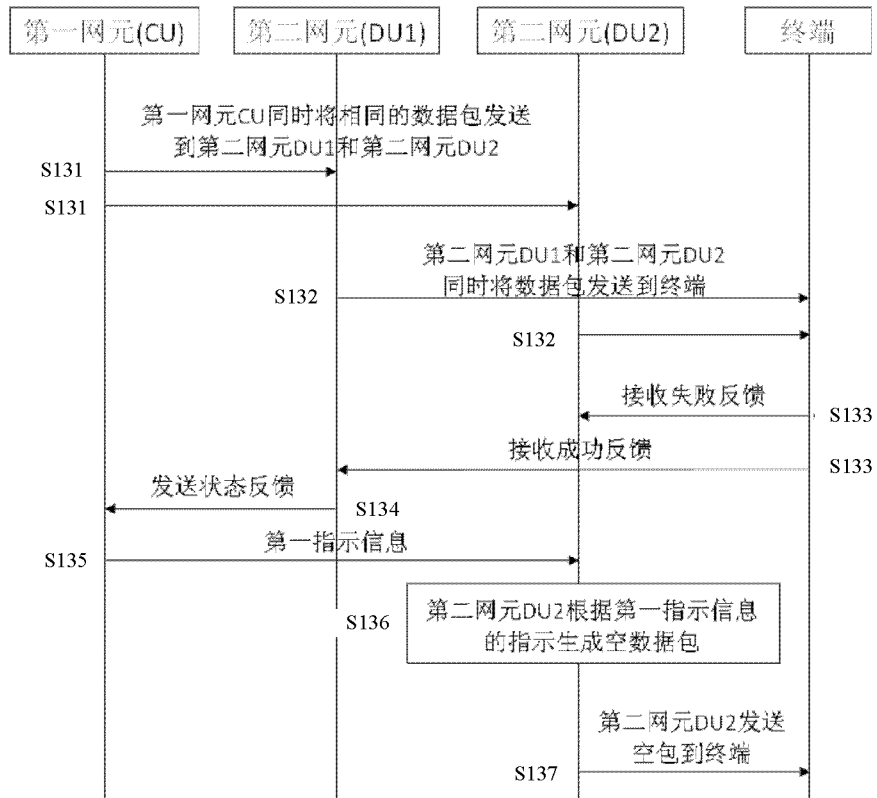 第一网元(CU)
第二网元(DU1)
第二网元(DU2)
终端
第一网元CU同时将相同的数据包发送
到第二网元DU1和第二网元DU2
S131
S131
第二网元DU1和第二网元DU2
同时将数据包发送到终端
S132
S132
接收失败反馈
S133
接收成功反馈
S133
发送状态反馈
S134
第一指示信息
S135
第二网元DU2根据第一指示信息
的指示生成空数据包
S136
第二网元DU2发送
空包到终端
S137